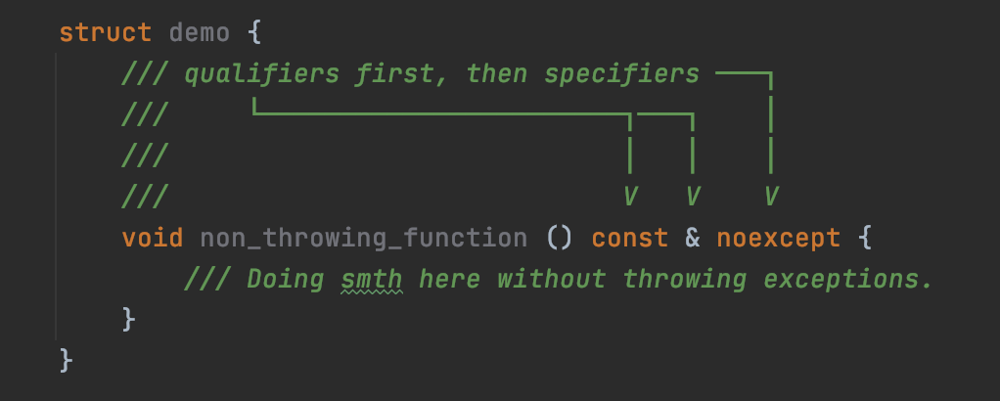 struct demo {
/// qualifiers first, then specifiers ───┐
/// └───────────────────────┐───┐ │
/// │ │ │
/// V V V
void non_throwing_function () const & noexcept {
/// Doing smth here without throwing exceptions.
}
}